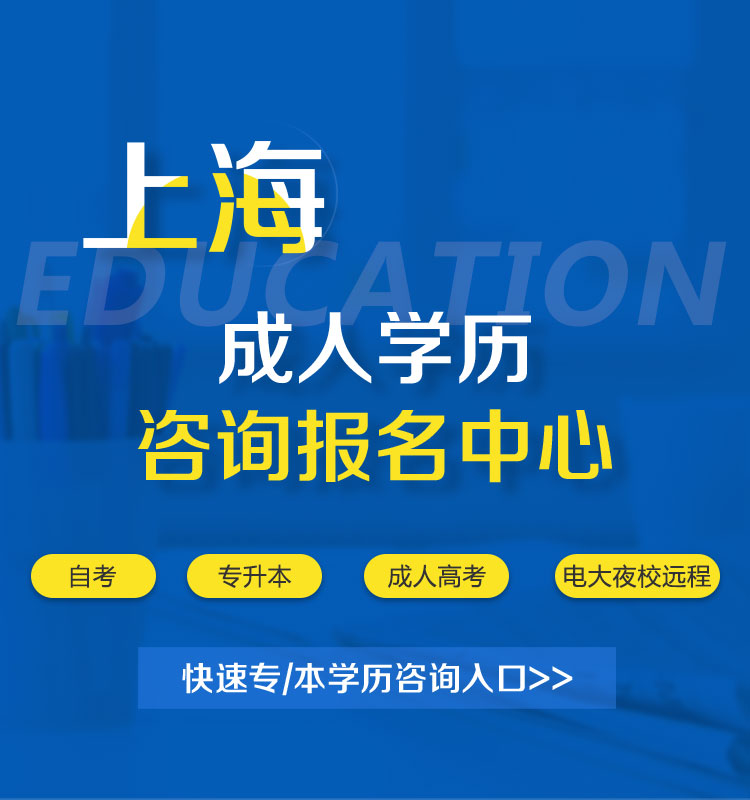 上海
EDUCATION
成人学历
咨询报名中心
自考
专升本
成人高考
电大夜校远程
快速专/本学历咨询入口>>